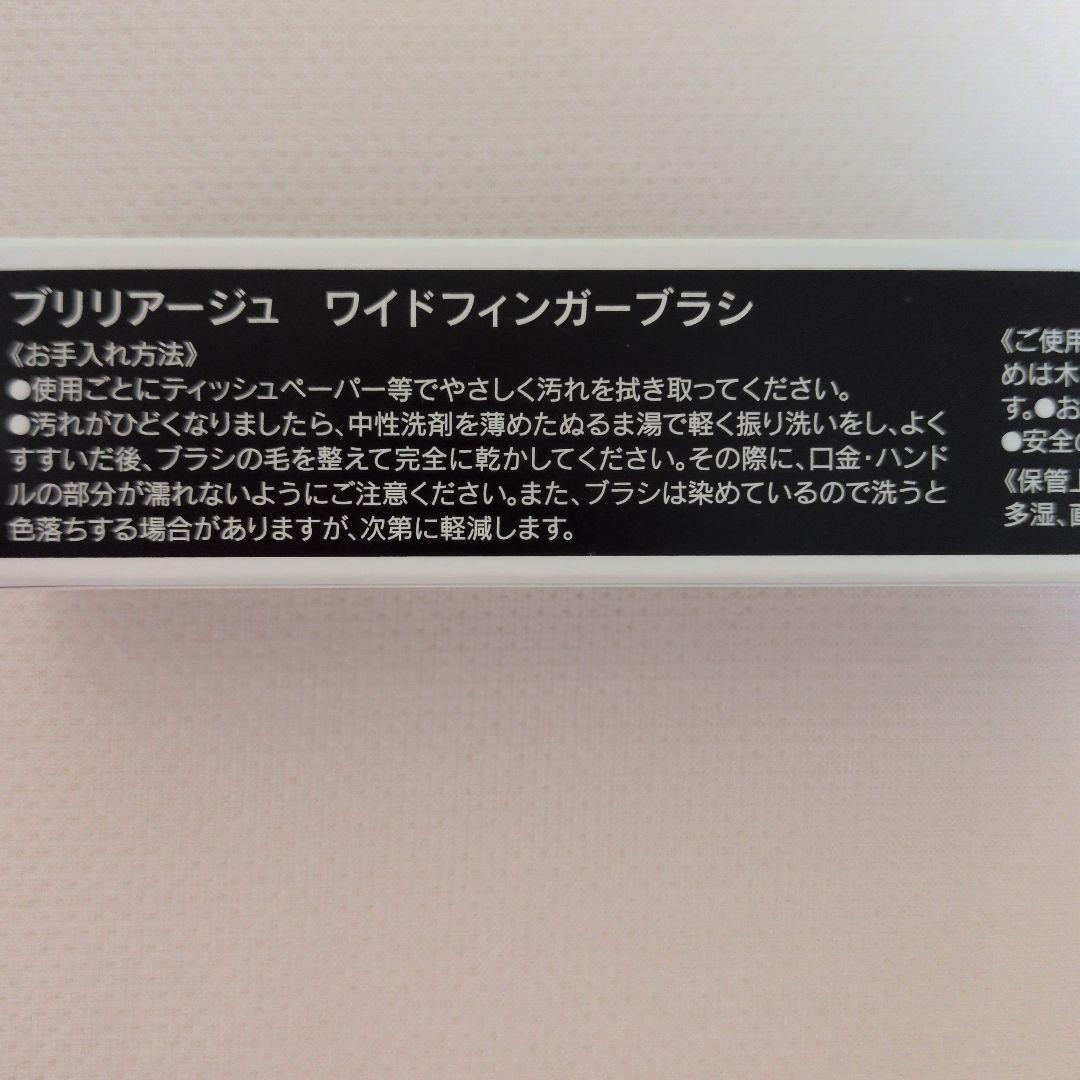 ブリリアージュ ワイドフィンガーブラシ
《お手入れ方法》
●使用ごとにティッシュペーパー等でやさしく汚れを拭き取ってください。
●汚れがひどくなりましたら、中性洗剤を薄めたぬるま湯で軽く振り洗いをし、よく
すすいだ後、ブラシの毛を整えて完全に乾かしてください。その際に、口金・ハンド
ルの部分が濡れないようにご注意ください。また、ブラシは染めているので洗うと
色落ちする場合がありますが、次第に軽減します。
《ご使用
めは木
す。●お
●安全の
《保管上
多湿、直